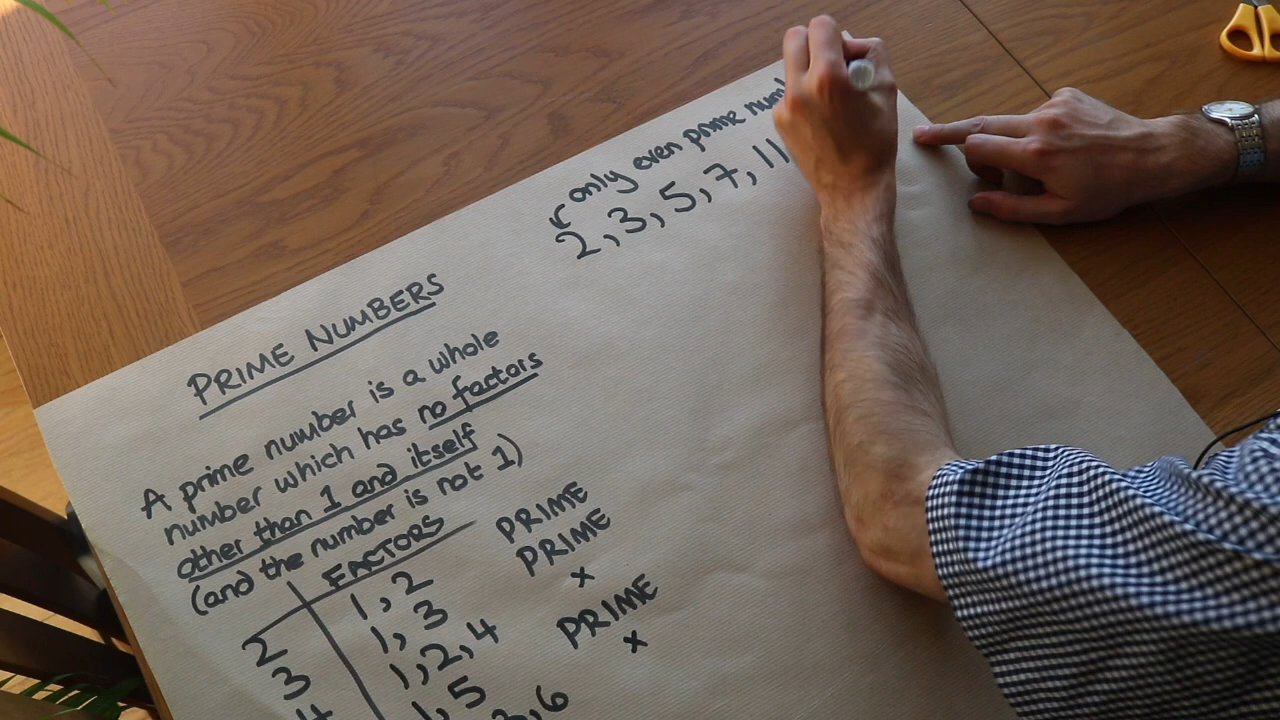 only even prime num
2, 3, 5, 7, 11
PRIME NUMBERS
A prime number is a whole
number which has no factors
other than 1 and itself
(and the number is not 1)
FACTORS
2 1, 2 PRIME
3 1, 3 PRIME
4 1, 2, 4 x
1, 5 PRIME
3, 6 x